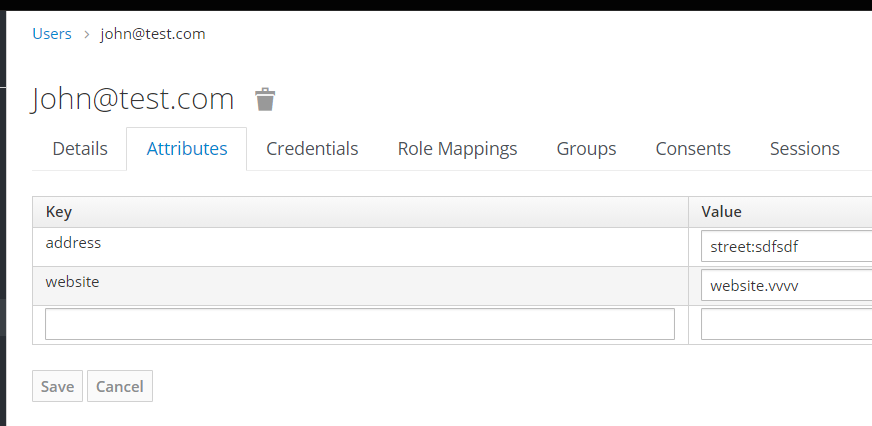 Users > john@test.com
John@test.com
Details Attributes Credentials Role Mappings Groups Consents Sessions
Key Value
address street:sdfsdf
website website.vvvv
Save Cancel